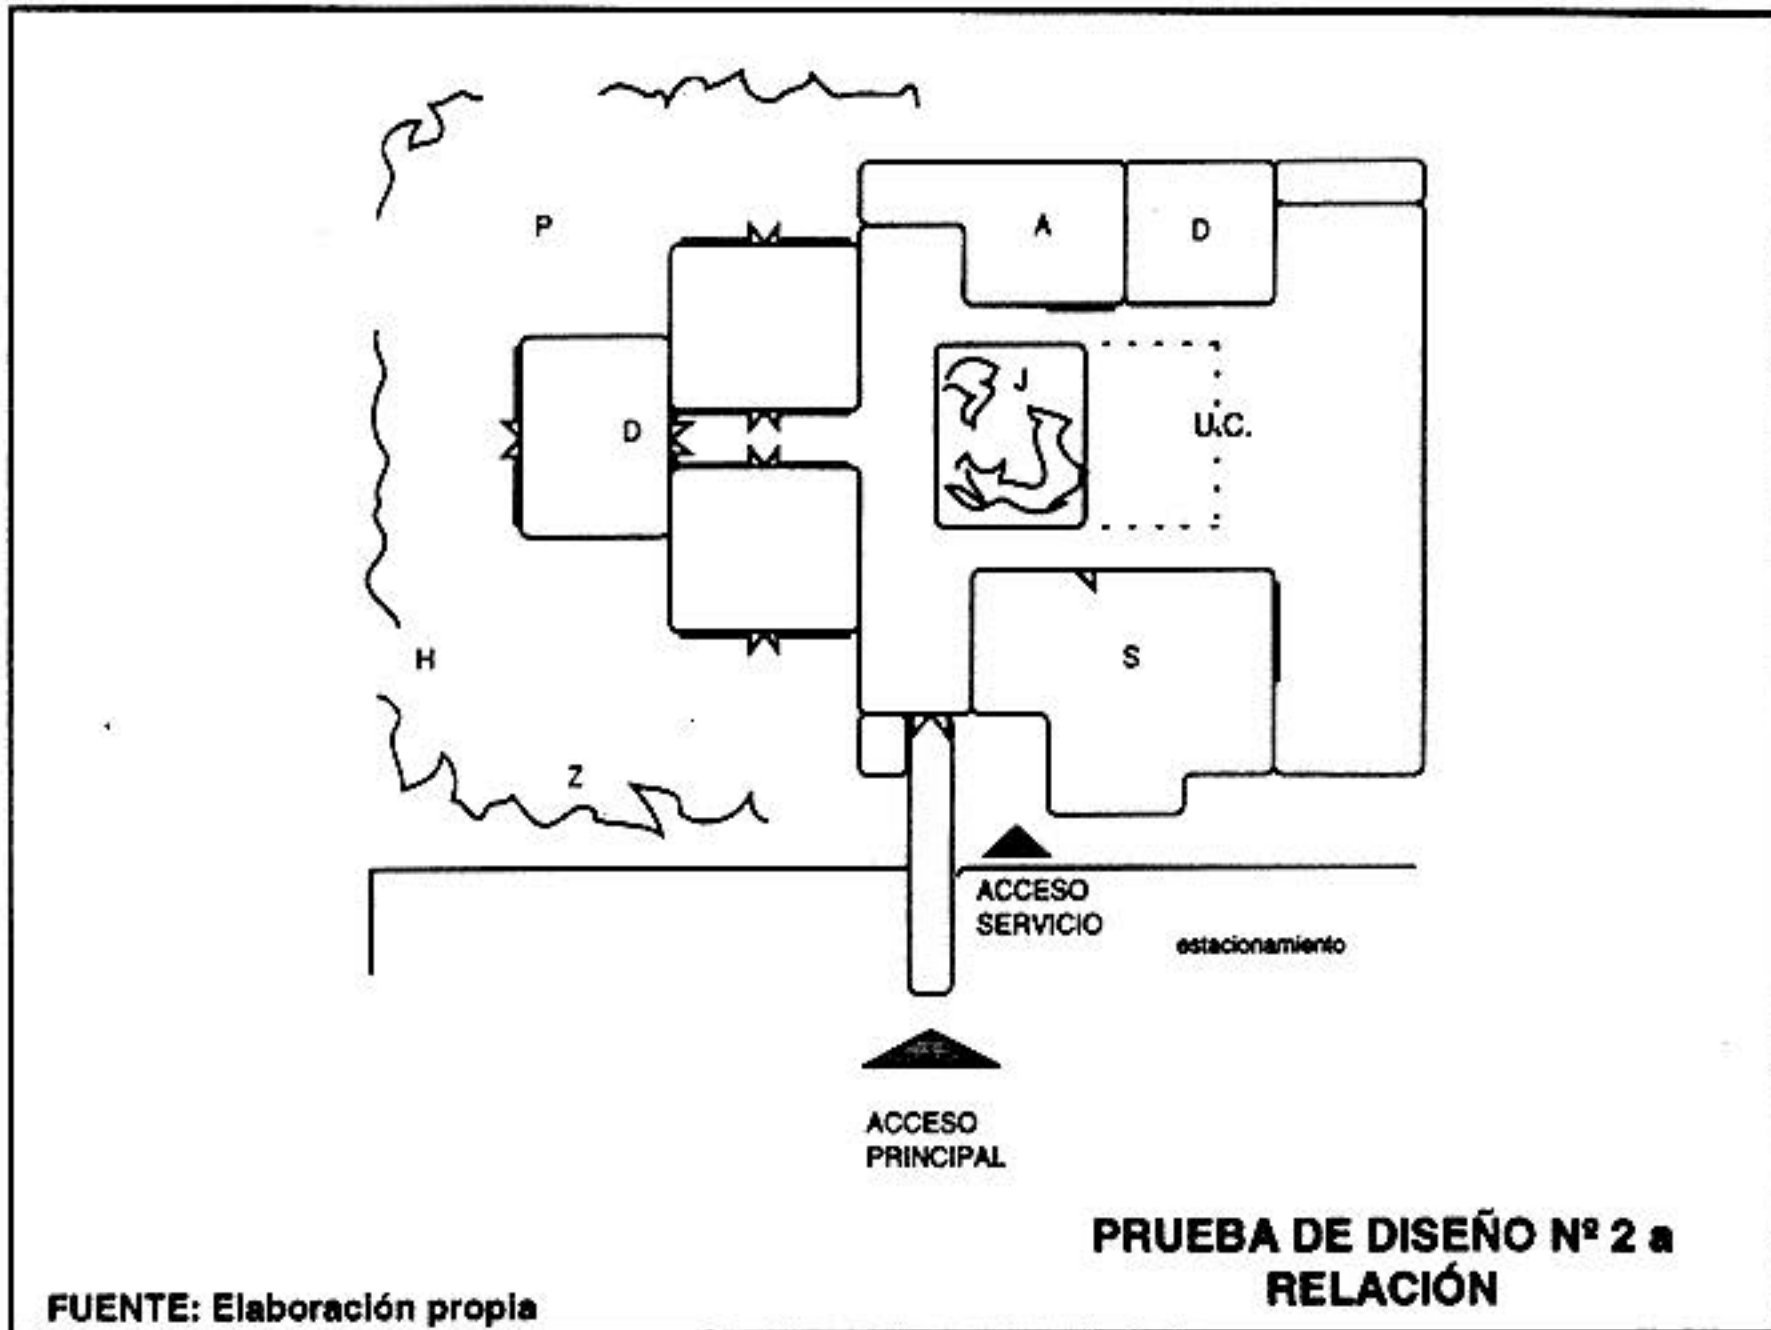 P
A
D
J
D
U.C.
H
S
Z
ACCESO
SERVICIO
estacionamiento
ACCESO
PRINCIPAL
PRUEBA DE DISEÑO Nº 2 a
RELACIÓN
FUENTE: Elaboración propia